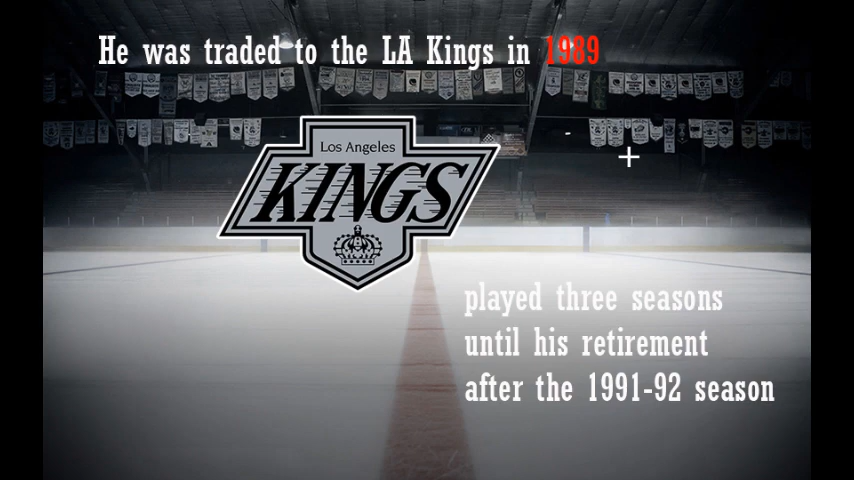 He was traded to the LA Kings in 1989
Los Angeles
KINGS
played three seasons
until his retirement
after the 1991-92 season